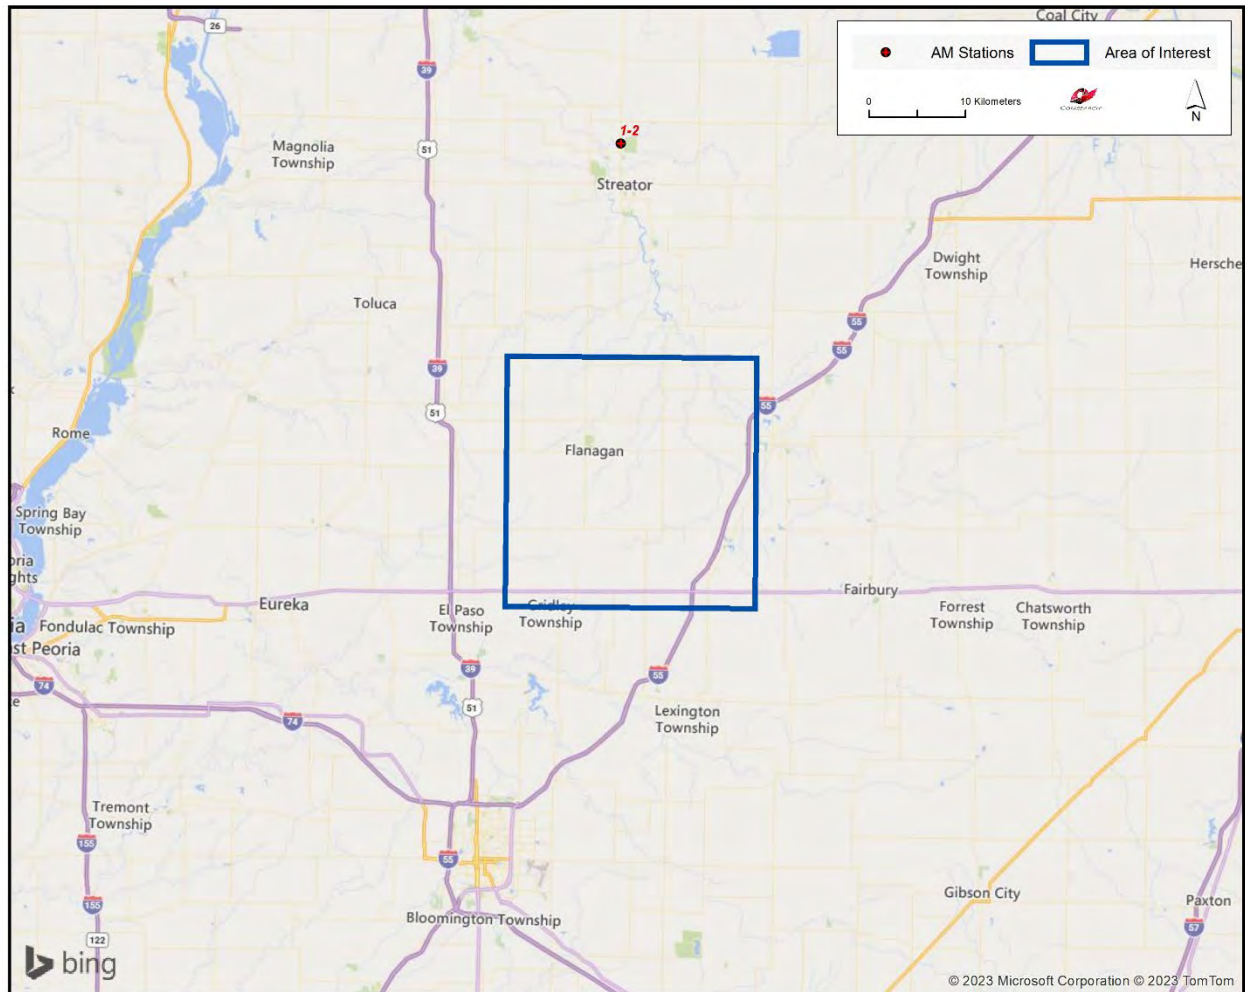 26
Coal City
AM Stations
Area of Interest
0
10 Kilometers
N
39
1-2
Magnolia
Township
51
Streator
Dwight
Township
Hersche
Toluca
55
55
39
51
55
Rome
Flanagan
Spring Bay
Township
oria
ghts
Eureka
El Paso
Township
Gridley
Township
Fairbury
Forrest
Township
Chatsworth
Township
ia
Fondulac Township
st Peoria
39
55
74
51
74
Lexington
Township
Tremont
Township
155
55
155
Gibson City
Paxton
Bloomington Township
57
122
bing
© 2023 Microsoft Corporation © 2023 TomTom